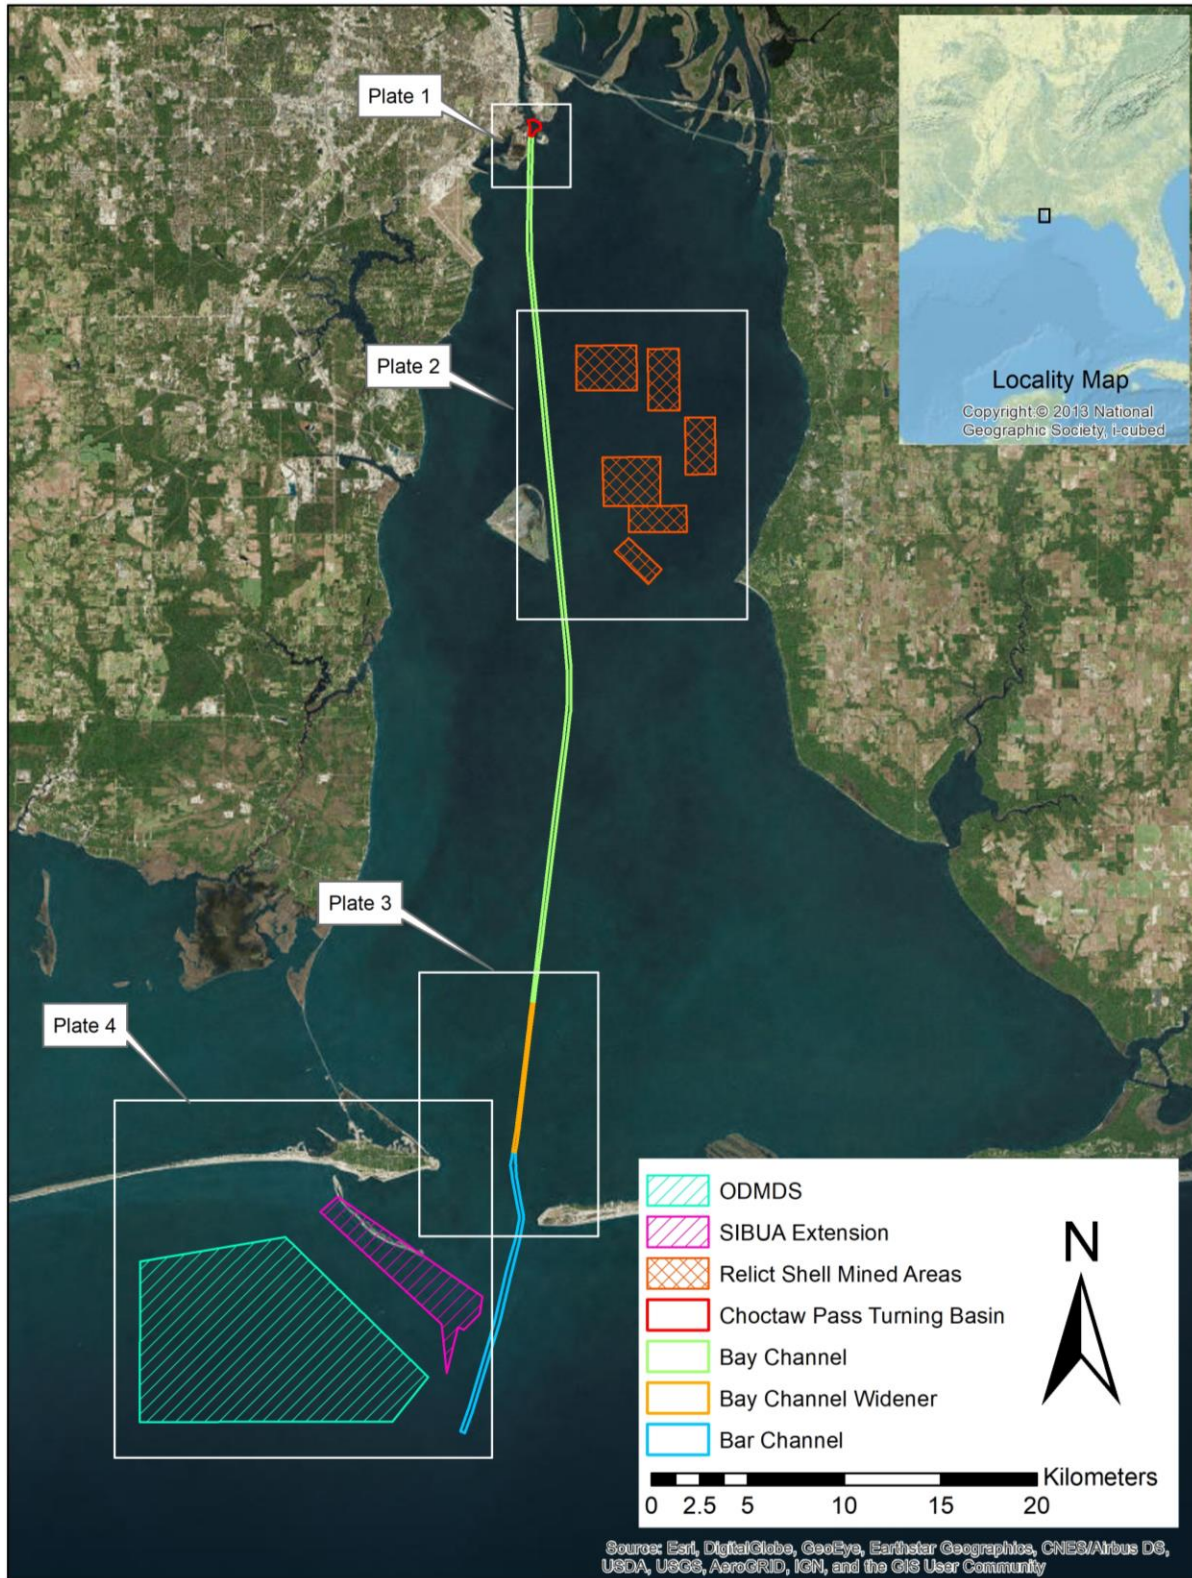 Plate 1
Plate 2
Locality Map
Copyright:© 2013 National
Geographic Society, i-cubed
Plate 3
Plate 4
ODMDS
SIBUA Extension
Relict Shell Mined Areas
Choctaw Pass Turning Basin
Bay Channel
Bay Channel Widener
Bar Channel
N
Kilometers
0 2.5 5 10 15 20
Source: Esri, DigitalGlobe, GeoEye, Earthstar Geographics, CNES/Airbus DS,
USDA, USGS, AeroGRID, IGN, and the GIS User Community